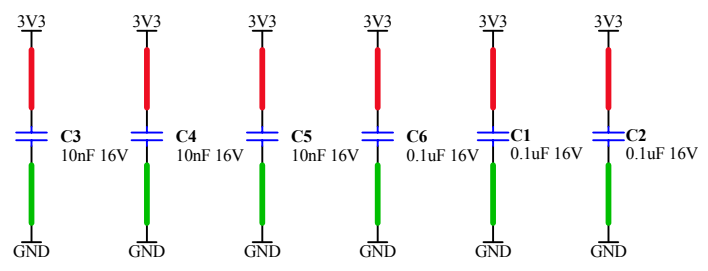 3V3 3V3 3V3 3V3 3V3 3V3
C3 C4 C5 C6 C1 C2
10nF 16V 10nF 16V 10nF 16V 0.1uF 16V 0.1uF 16V 0.1uF 16V
GND GND GND GND GND GND